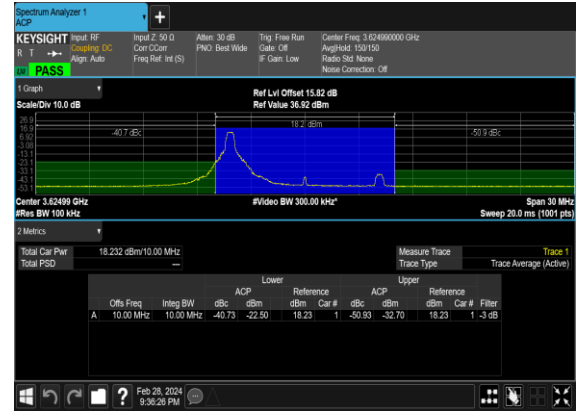 Spectrum Analyzer 1
ACP
KEYSIGHT Input: RF Input Z: 50 Ω Atten: 30 dB Trig: Free Run Center Freq: 3.624990000 GHz
R T Coupling: DC Corr CCorr PNO: Best Wide Gate: Off Avg|Hold: 150/150
Align: Auto Freq Ref: Int (S) IF Gain: Low Radio Std: None
Noise Correction: Off
PASS
1 Graph
Ref Lvl Offset 15.82 dB
Scale/Div 10.0 dB Ref Value 36.92 dBm
26.9
16.9
6.92
-3.08
-13.1
-23.1
-33.1
-43.1
-53.1
-40.7 dBc 18.2 dBm -50.9 dBc
Center 3.62499 GHz #Video BW 300.00 kHz* Span 30 MHz
#Res BW 100 kHz Sweep 20.0 ms (1001 pts)
2 Metrics
Total Car Pwr 18.232 dBm/10.00 MHz Measure Trace Trace 1
Total PSD --- Trace Type Trace Average (Active)
Lower Upper
ACP Reference ACP Reference
Offs Freq Integ BW dBc dBm dBm Car # dBc dBm dBm Car # Filter
A 10.00 MHz 10.00 MHz -40.73 -22.50 18.23 1 -50.93 -32.70 18.23 1 -3 dB
Feb 28, 2024
9:36:26 PM